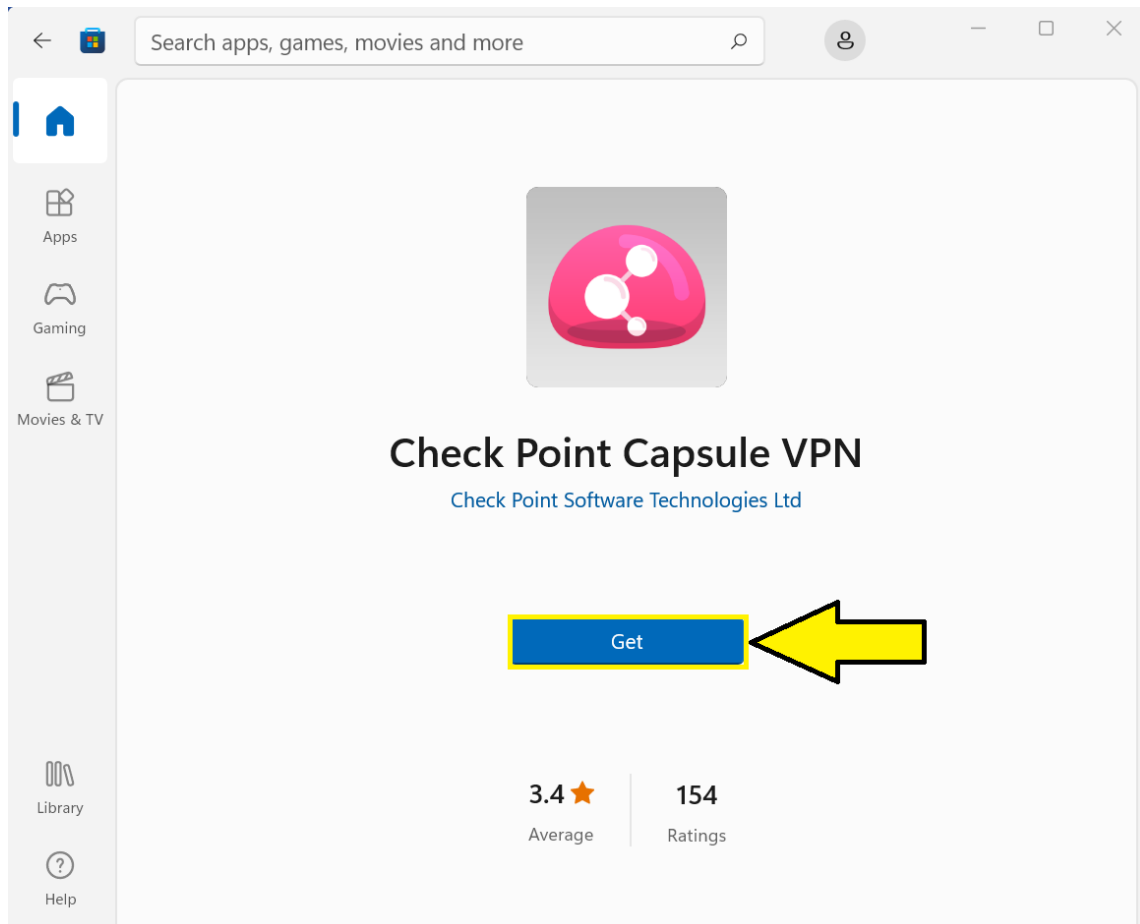 Search apps, games, movies and more
Apps
Gaming
Movies & TV
Check Point Capsule VPN
Check Point Software Technologies Ltd
Get
3.4
154
Average
Ratings
Library
Help